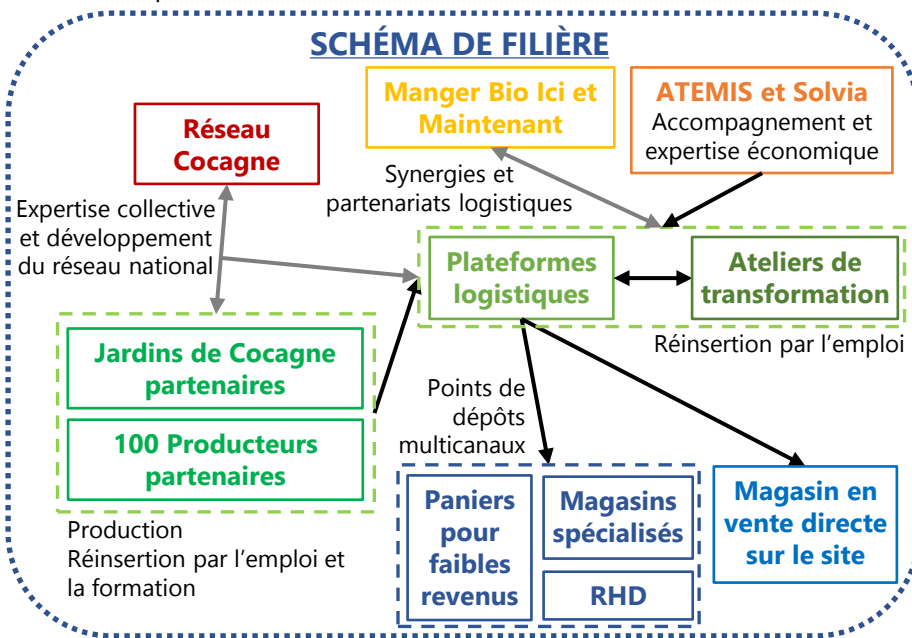 SCHÉMA DE FILIÈRE
Réseau
Cocagne
Manger Bio Ici et
Maintenant
ATEMIS et Solvia
Accompagnement et
expertise économique
Expertise collective
et développement
du réseau national
Synergies et
partenariats logistiques
Plateformes
logistiques
Ateliers de
transformation
Réinsertion par l'emploi
Jardins de Cocagne
partenaires
100 Producteurs
partenaires
Production
Réinsertion par l'emploi et
la formation
Points de
dépôts
multicanaux
Paniers
pour
faibles
revenus
Magasins
spécialisés
RHD
Magasin en
vente directe
sur le site